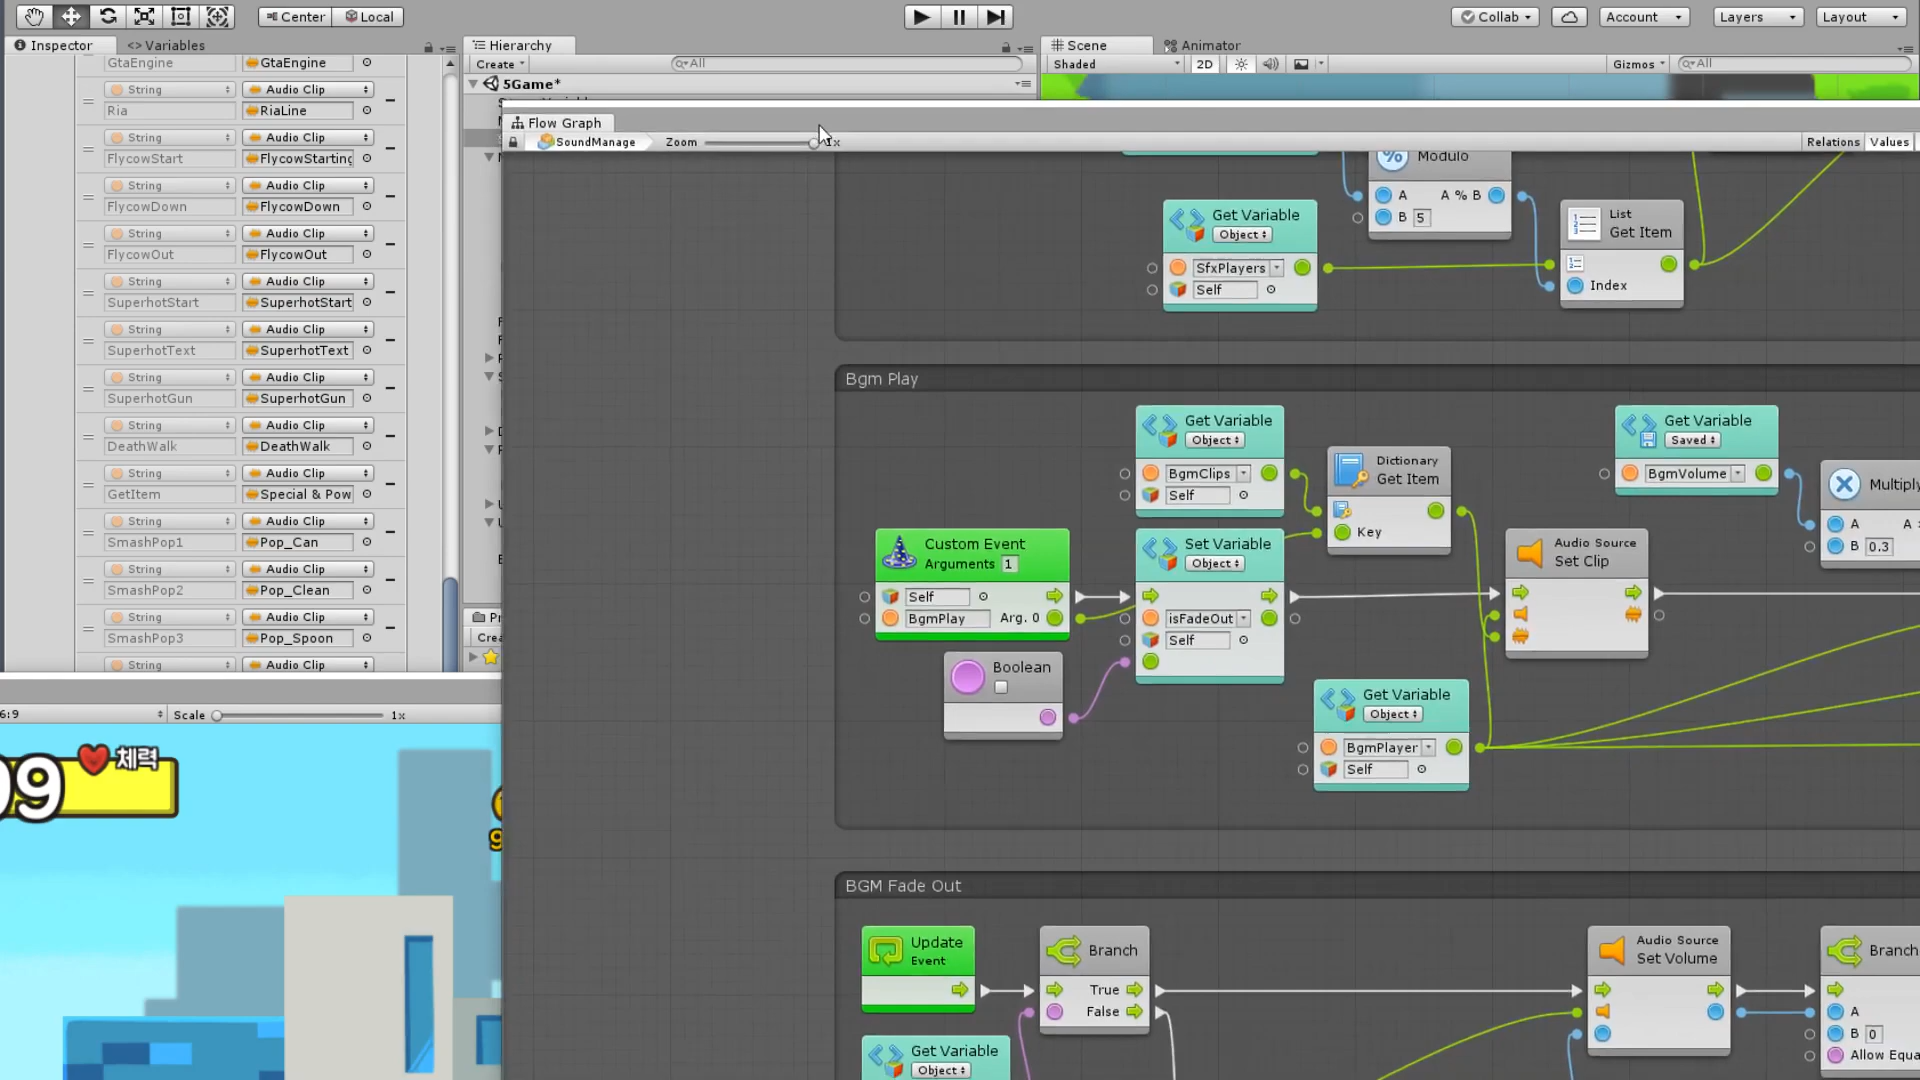 Center
Local
Collab
Account
Layers
Layout
Inspector
<> Variables
Hierarchy
Scene
Animator
Create
All
Shaded
2D
Gizmos
All
5Game*
GtaEngine
GtaEngine
String
Audio Clip
Ria
RiaLine
String
Audio Clip
FlycowStart
FlycowStarting
String
Audio Clip
FlycowDown
FlycowDown
String
Audio Clip
FlycowOut
FlycowOut
String
Audio Clip
SuperhotStart
SuperhotStart
String
Audio Clip
SuperhotText
SuperhotText
String
Audio Clip
SuperhotGun
SuperhotGun
String
Audio Clip
DeathWalk
DeathWalk
String
Audio Clip
GetItem
Special & Pow
String
Audio Clip
SmashPop1
Pop_Can
String
Audio Clip
SmashPop2
Pop_Clean
String
Audio Clip
SmashPop3
Pop_Spoon
String
Audio Clip
Pr
Crea
6:9
Scale
1x
99
체력
9
Flow Graph
SoundManage
Zoom
1x
Relations
Values
Modulo
A
A % B
B
5
Get Variable
Object
SfxPlayers
Self
List
Get Item
Index
Bgm Play
Get Variable
Object
BgmClips
Self
Dictionary
Get Item
Key
Get Variable
Saved
BgmVolume
Multiply
A
B
0.3
Custom Event
Arguments 1
Self
BgmPlay
Arg. 0
Set Variable
Object
isFadeOut
Self
Audio Source
Set Clip
Boolean
Get Variable
Object
BgmPlayer
Self
BGM Fade Out
Update
Event
Branch
True
False
Audio Source
Set Volume
Branch
A
B
0
Allow Equa
Get Variable
Object